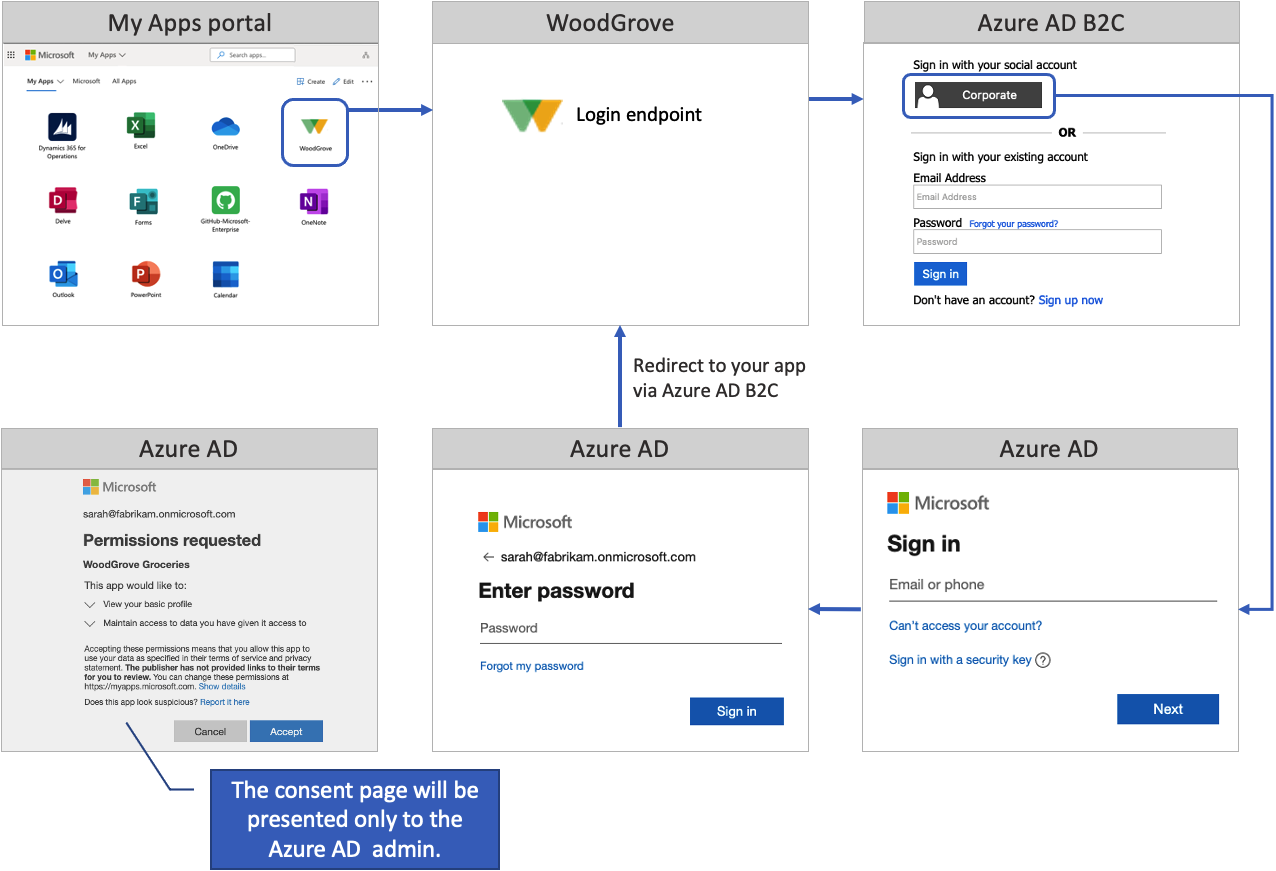 My Apps portal
Microsoft My Apps
Search apps...
My Apps Microsoft All Apps
Create Edit
Dynamics 365 for
Operations
Excel
OneDrive
WoodGrove
Delve
Forms
GitHub-Microsoft-
Enterprise
OneNote
Outlook
PowerPoint
Calendar
WoodGrove
Login endpoint
Azure AD B2C
Sign in with your social account
Corporate
OR
Sign in with your existing account
Email Address
Email Address
Password Forgot your password?
Password
Sign in
Don't have an account? Sign up now
Redirect to your app
via Azure AD B2C
Azure AD
Microsoft
sarah@fabrikam.onmicrosoft.com
Permissions requested
WoodGrove Groceries
This app would like to:
View your basic profile
Maintain access to data you have given it access to
Accepting these permissions means that you allow this app to
use your data as specified in their terms of service and privacy
statement. The publisher has not provided links to their terms
for you to review. You can change these permissions at
https://myapps.microsoft.com. Show details
Does this app look suspicious? Report it here
Cancel Accept
The consent page will be
presented only to the
Azure AD admin.
Azure AD
Microsoft
sarah@fabrikam.onmicrosoft.com
Enter password
Password
Forgot my password
Sign in
Azure AD
Microsoft
Sign in
Email or phone
Can't access your account?
Sign in with a security key ?
Next